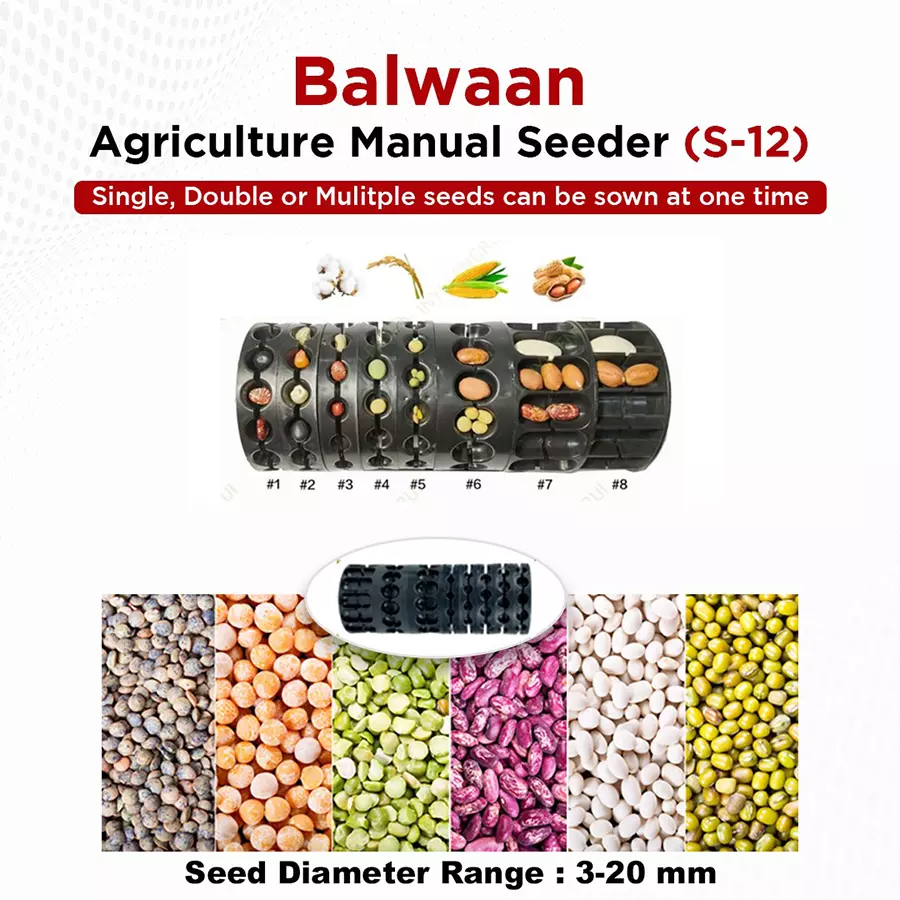 Balwaan
Agriculture Manual Seeder (S-12)
Single, Double or Mulitple seeds can be sown at one time
#1 #2 #3 #4 #5 #6 #7 #8
Seed Diameter Range : 3-20 mm